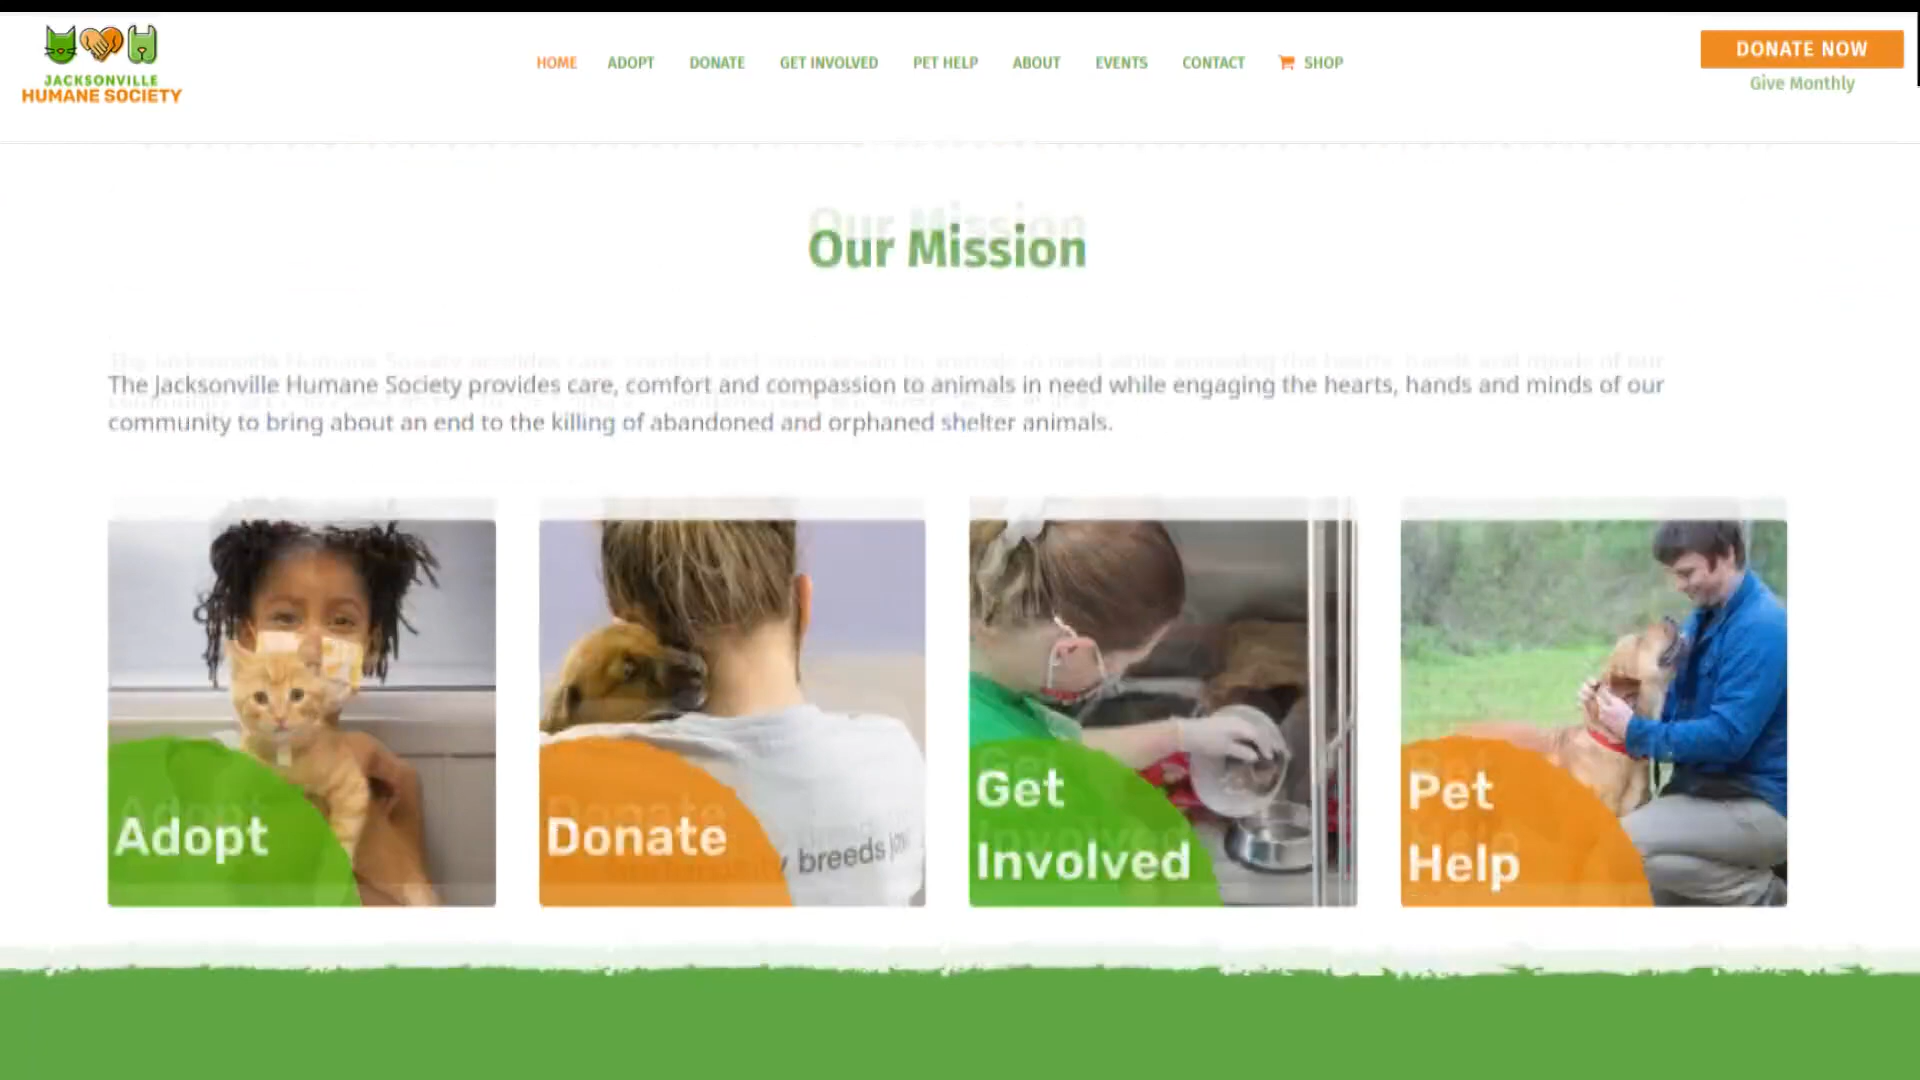 JACKSONVILLE
HUMANE SOCIETY
HOME ADOPT DONATE GET INVOLVED PET HELP ABOUT EVENTS CONTACT SHOP
DONATE NOW
Give Monthly
Our Mission
The Jacksonville Humane Society provides care, comfort and compassion to animals in need while engaging the hearts, hands and minds of our
community to bring about an end to the killing of abandoned and orphaned shelter animals.
Adopt
Donate
breeds
Get
Involved
Pet
Help